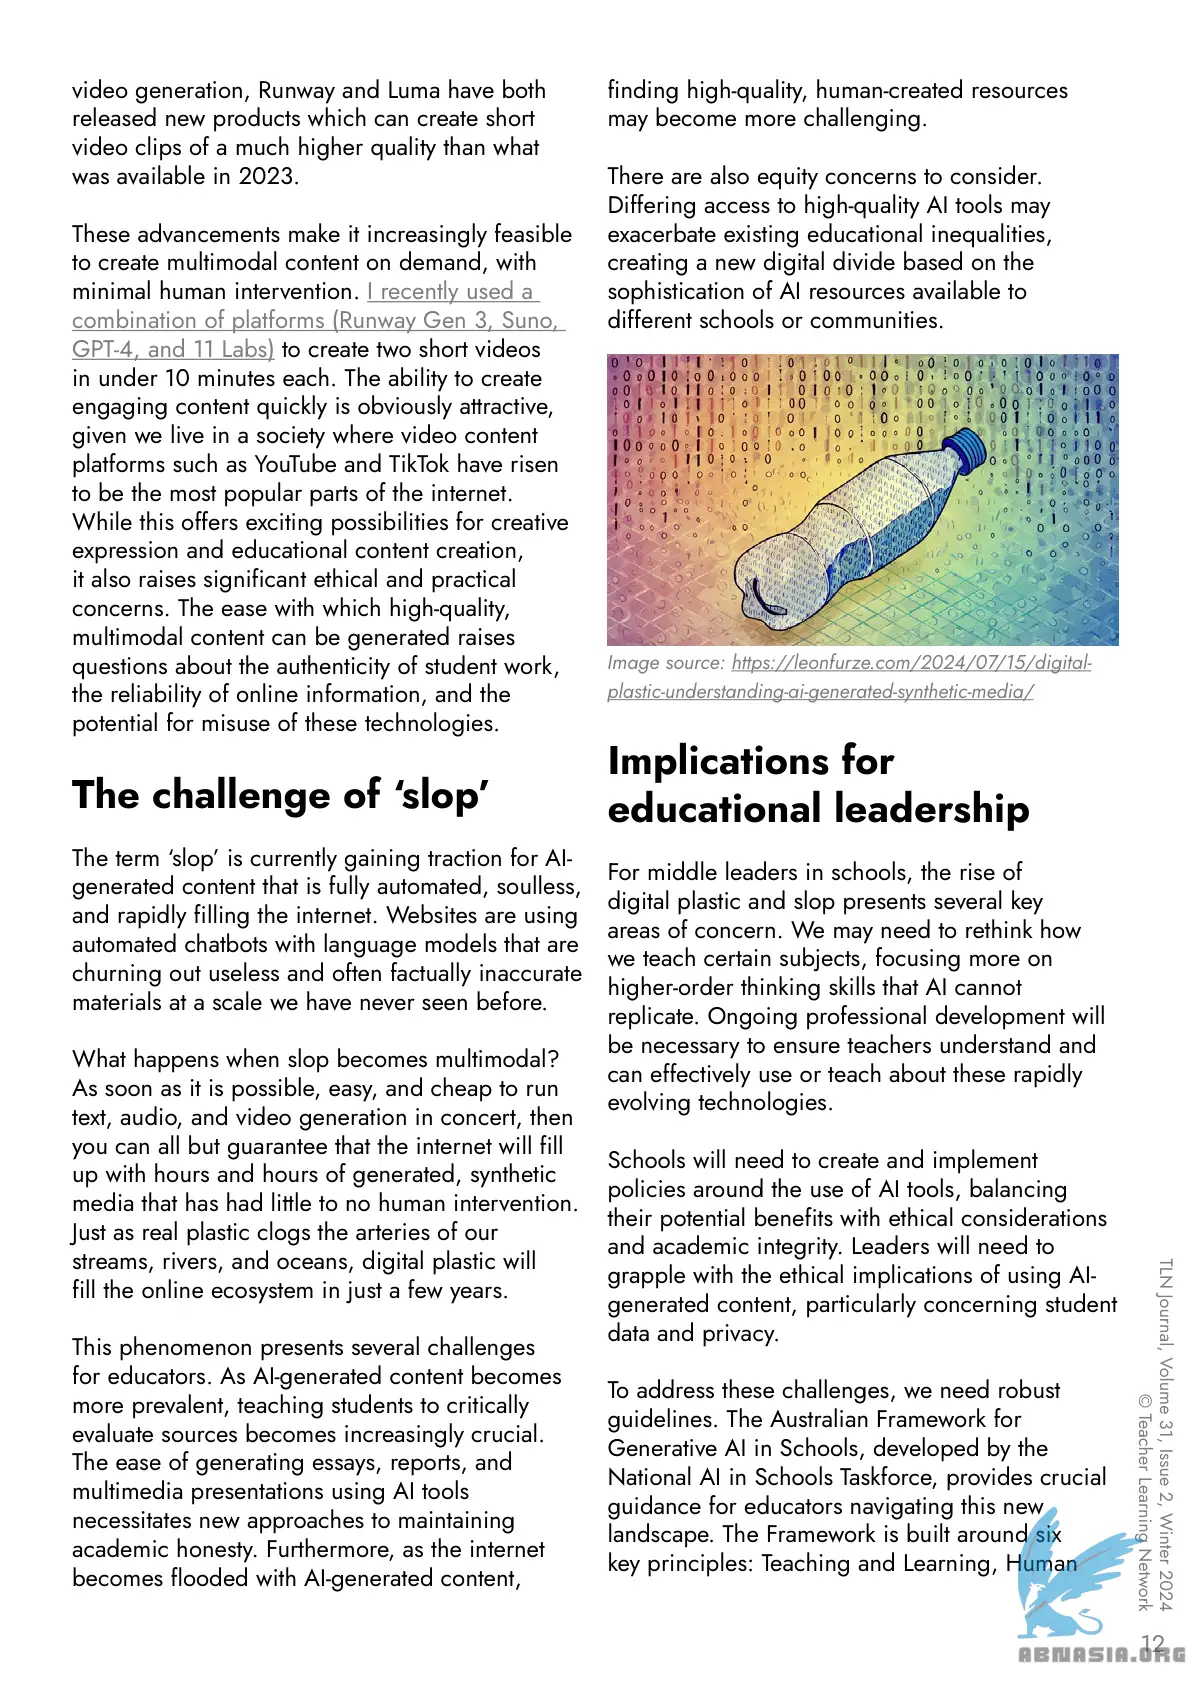 video generation, Runway and Luma have both
released new products which can create short
video clips of a much higher quality than what
was available in 2023.
These advancements make it increasingly feasible
to create multimodal content on demand, with
minimal human intervention. I recently used a
combination of platforms (Runway Gen 3, Suno,
GPT-4, and 11 Labs) to create two short videos
in under 10 minutes each. The ability to create
engaging content quickly is obviously attractive,
given we live in a society where video content
platforms such as YouTube and TikTok have risen
to be the most popular parts of the internet.
While this offers exciting possibilities for creative
expression and educational content creation,
it also raises significant ethical and practical
concerns. The ease with which high-quality,
multimodal content can be generated raises
questions about the authenticity of student work,
the reliability of online information, and the
potential for misuse of these technologies.
The challenge of ‘slop’
The term ‘slop’ is currently gaining traction for AI-
generated content that is fully automated, soulless,
and rapidly filling the internet. Websites are using
automated chatbots with language models that are
churning out useless and often factually inaccurate
materials at a scale we have never seen before.
What happens when slop becomes multimodal?
As soon as it is possible, easy, and cheap to run
text, audio, and video generation in concert, then
you can all but guarantee that the internet will fill
up with hours and hours of generated, synthetic
media that has had little to no human intervention.
Just as real plastic clogs the arteries of our
streams, rivers, and oceans, digital plastic will
fill the online ecosystem in just a few years.
This phenomenon presents several challenges
for educators. As AI-generated content becomes
more prevalent, teaching students to critically
evaluate sources becomes increasingly crucial.
The ease of generating essays, reports, and
multimedia presentations using AI tools
necessitates new approaches to maintaining
academic honesty. Furthermore, as the internet
becomes flooded with AI-generated content,
finding high-quality, human-created resources
may become more challenging.
There are also equity concerns to consider.
Differing access to high-quality AI tools may
exacerbate existing educational inequalities,
creating a new digital divide based on the
sophistication of AI resources available to
different schools or communities.
Image source: https://leonfurze.com/2024/07/15/digital-
plastic-understanding-ai-generated-synthetic-media/
Implications for
educational leadership
For middle leaders in schools, the rise of
digital plastic and slop presents several key
areas of concern. We may need to rethink how
we teach certain subjects, focusing more on
higher-order thinking skills that AI cannot
replicate. Ongoing professional development will
be necessary to ensure teachers understand and
can effectively use or teach about these rapidly
evolving technologies.
Schools will need to create and implement
policies around the use of AI tools, balancing
their potential benefits with ethical considerations
and academic integrity. Leaders will need to
grapple with the ethical implications of using AI-
generated content, particularly concerning student
data and privacy.
To address these challenges, we need robust
guidelines. The Australian Framework for
Generative AI in Schools, developed by the
National AI in Schools Taskforce, provides crucial
guidance for educators navigating this new
landscape. The Framework is built around six
key principles: Teaching and Learning, Human
TLN Journal, Volume 31, Issue 2, Winter 2024
© Teacher Learning Network
12
ABNASIA.ORG